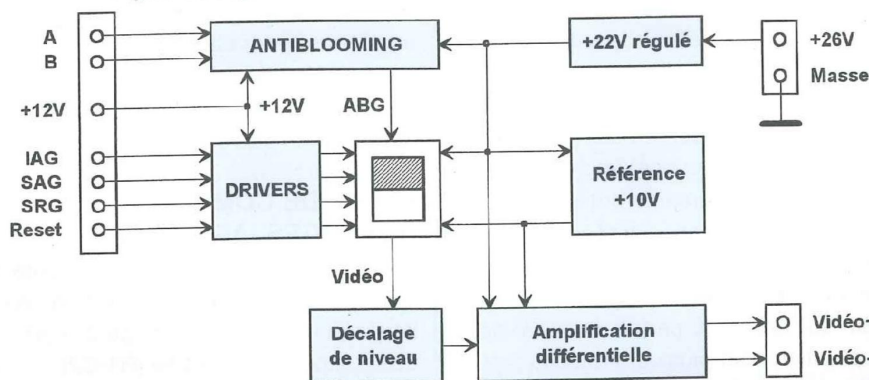 A
B
+12V
IAG
SAG
SRG
Reset
ANTIBLOOMING
+12V
ABG
DRIVERS
+22V régulé
+26V
Masse
Référence
+10V
Vidéo
Décalage
de niveau
Amplification
différentielle
Vidéo-
Vidéo-